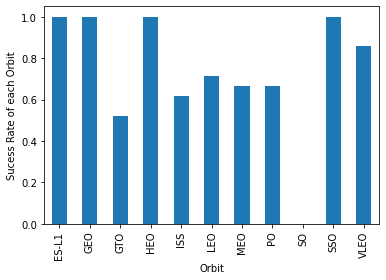 Sucess Rate of each Orbit
1.0
0.8
0.6
0.4
0.2
0.0
ES-L1
GEO
GTO
HEO
ISS
LEO
MEO
PO
SO
SSO
VLEO
Orbit